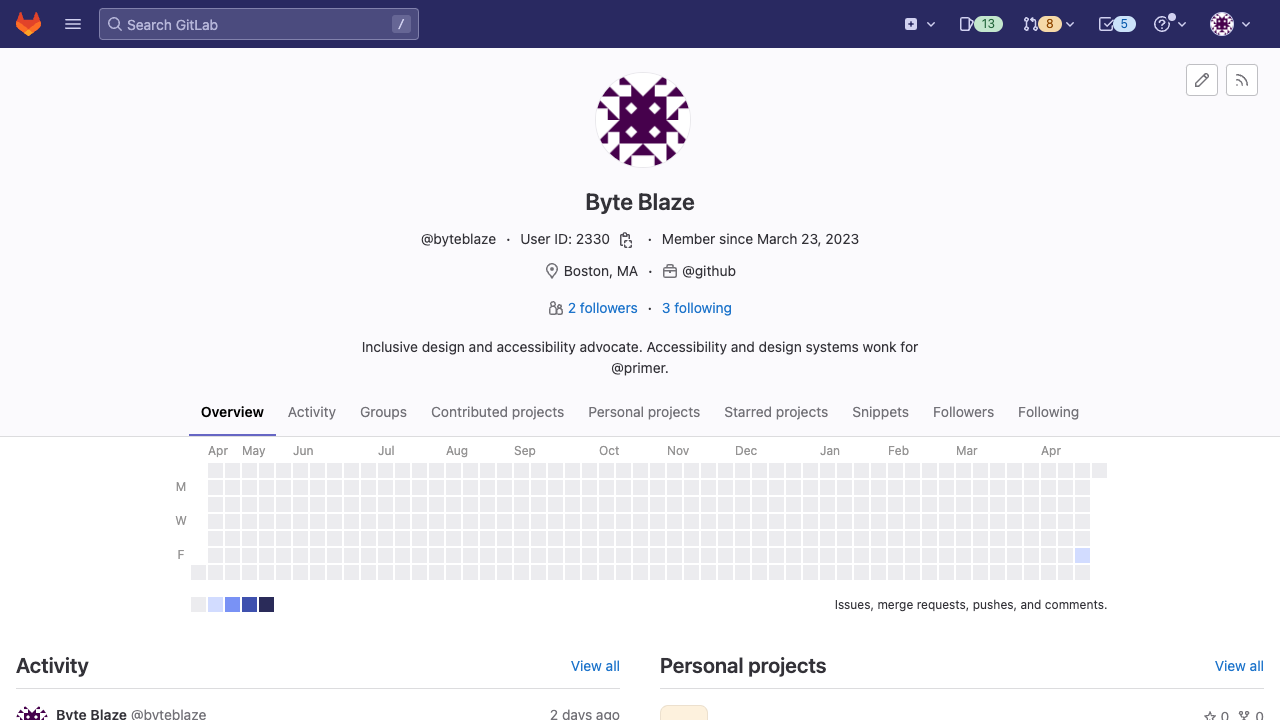 Search GitLab /
13
8
5
Byte Blaze
@byteblaze · User ID: 2330 · Member since March 23, 2023
Boston, MA · @github
2 followers · 3 following
Inclusive design and accessibility advocate. Accessibility and design systems wonk for
@primer.
Overview Activity Groups Contributed projects Personal projects Starred projects Snippets Followers Following
Apr May Jun Jul Aug Sep Oct Nov Dec Jan Feb Mar Apr
M
W
F
Issues, merge requests, pushes, and comments.
Activity View all
Personal projects View all
Byte Blaze @byteblaze 2 days ago
0 0